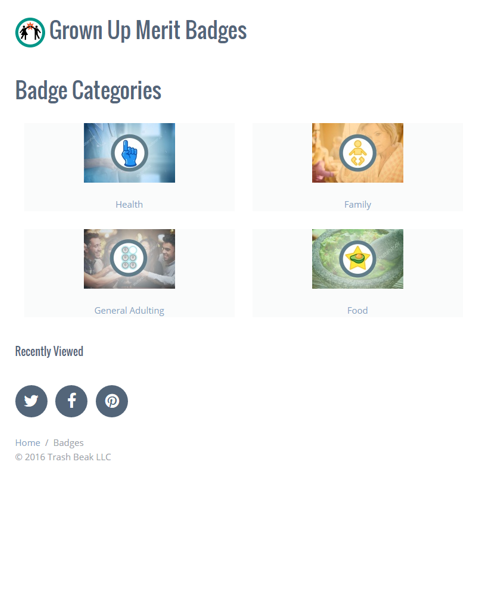 Grown Up Merit Badges
Badge Categories
Health
Family
General Adulting
Food
Recently Viewed
Home / Badges
© 2016 Trash Beak LLC